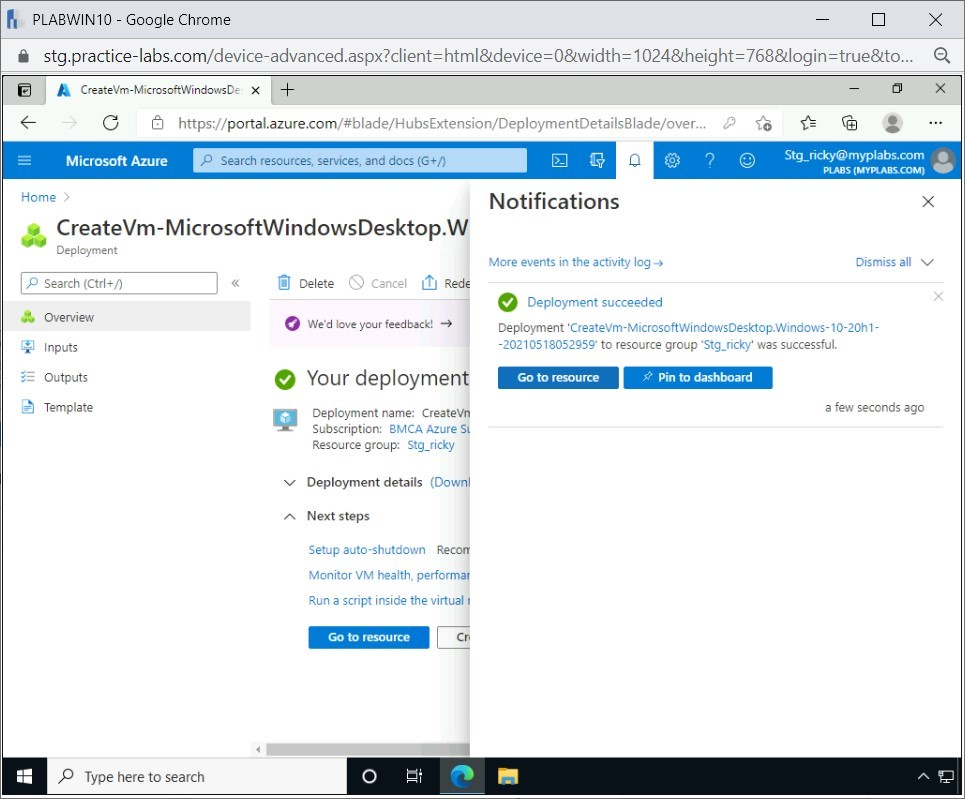 PLABWIN10 - Google Chrome
stg.practice-labs.com/device-advanced.aspx?client=html&device=0&width=1024&height=768&login=true&to...
CreateVm-MicrosoftWindowsDe
https://portal.azure.com/#blade/HubsExtension/DeploymentDetailsBlade/over...
Microsoft Azure
Search resources, services, and docs (G+/)
Stg_ricky@myplabs.com
PLABS (MYPLABS.COM)
Home
CreateVm-MicrosoftWindowsDesktop.W
Deployment
Search (Ctrl+/)
Delete
Cancel
Rede
Overview
Inputs
Outputs
Template
We'd love your feedback! →
Your deployment
Deployment name: CreateVm
Subscription: BMCA Azure Su
Resource group: Stg_ricky
Deployment details (Down
Next steps
Setup auto-shutdown Recom
Monitor VM health, performan
Run a script inside the virtual
Go to resource
Cr
Notifications
More events in the activity log →
Dismiss all
Deployment succeeded
Deployment 'CreateVm-MicrosoftWindowsDesktop.Windows-10-20h1-
-20210518052959' to resource group 'Stg_ricky' was successful.
Go to resource
Pin to dashboard
a few seconds ago
Type here to search